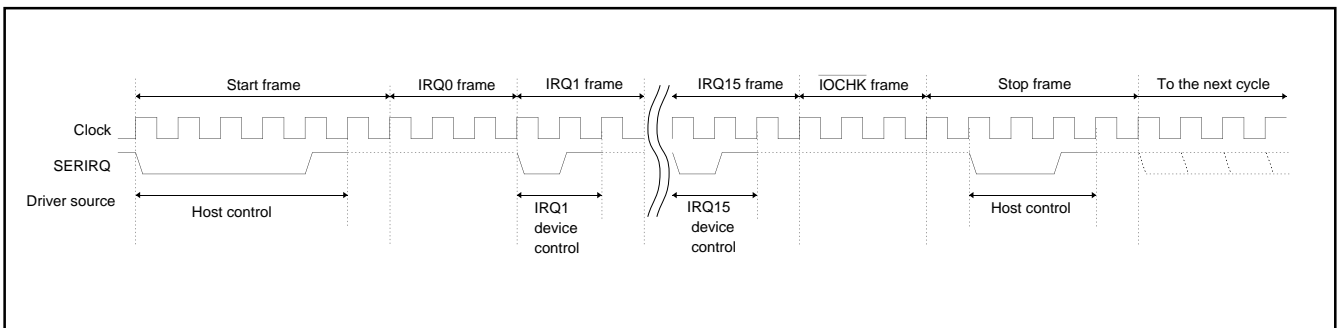 Start frame
IRQ0 frame
IRQ1 frame
IRQ15 frame
IOCHK frame
Stop frame
To the next cycle
Clock
SERIRQ
Driver source
Host control
IRQ1
device
control
IRQ15
device
control
Host control